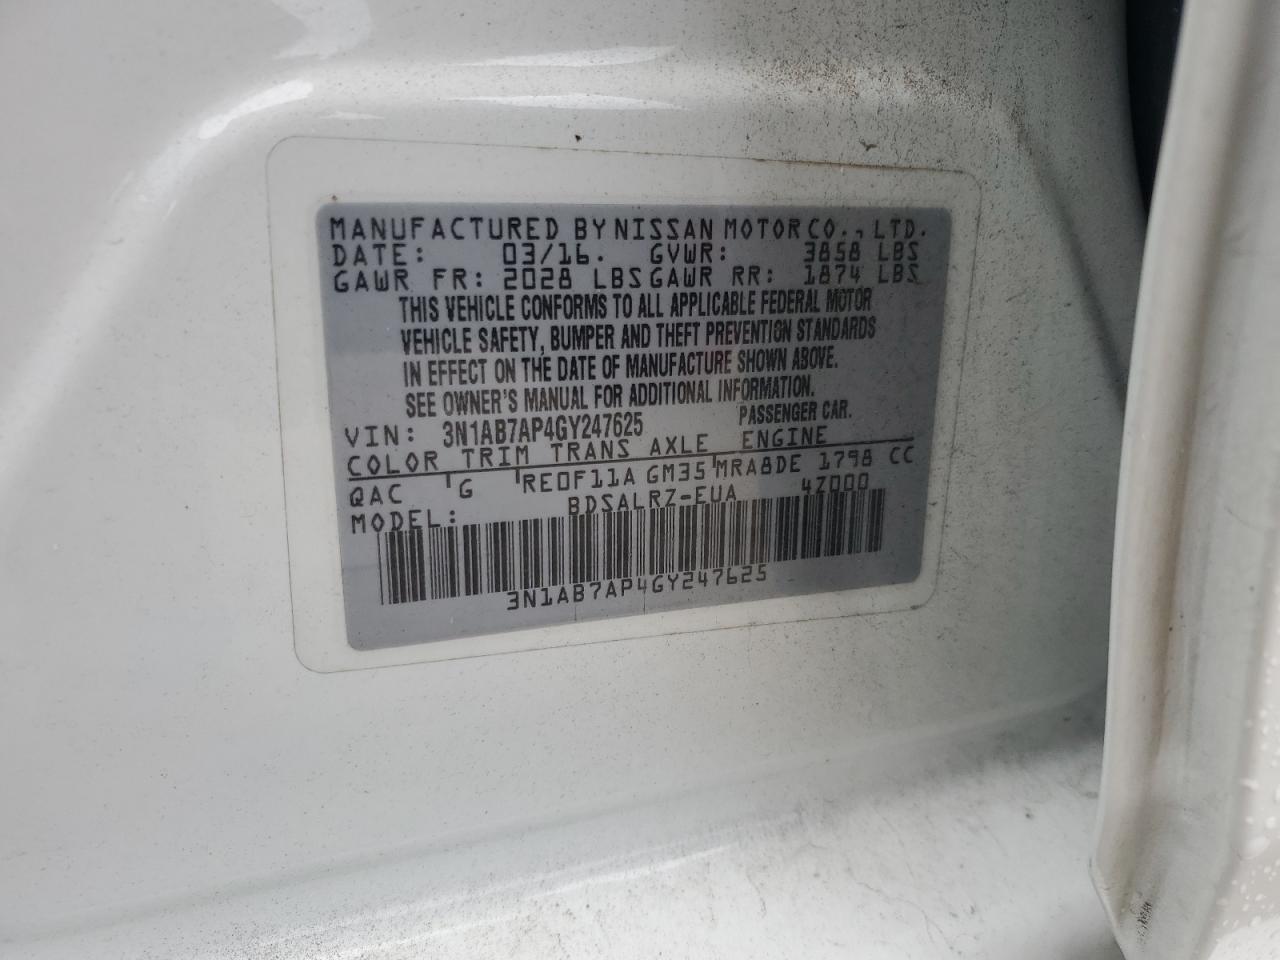 MANUFACTURED BY NISSAN MOTOR CO., LTD.
DATE: 03/16. GVWR: 3858 LBS
GAWR FR: 2028 LBS GAWR RR: 1874 LBS
THIS VEHICLE CONFORMS TO ALL APPLICABLE FEDERAL MOTOR
VEHICLE SAFETY, BUMPER AND THEFT PREVENTION STANDARDS
IN EFFECT ON THE DATE OF MANUFACTURE SHOWN ABOVE.
SEE OWNER'S MANUAL FOR ADDITIONAL INFORMATION.
VIN: 3N1AB7AP4GY247625 PASSENGER CAR.
COLOR TRIM TRANS AXLE ENGINE
QAC G RE0F11A GM35 MRA8DE 1798 CC
MODEL: BDSALRZ-EUA 4Z000
3N1AB7AP4GY247625